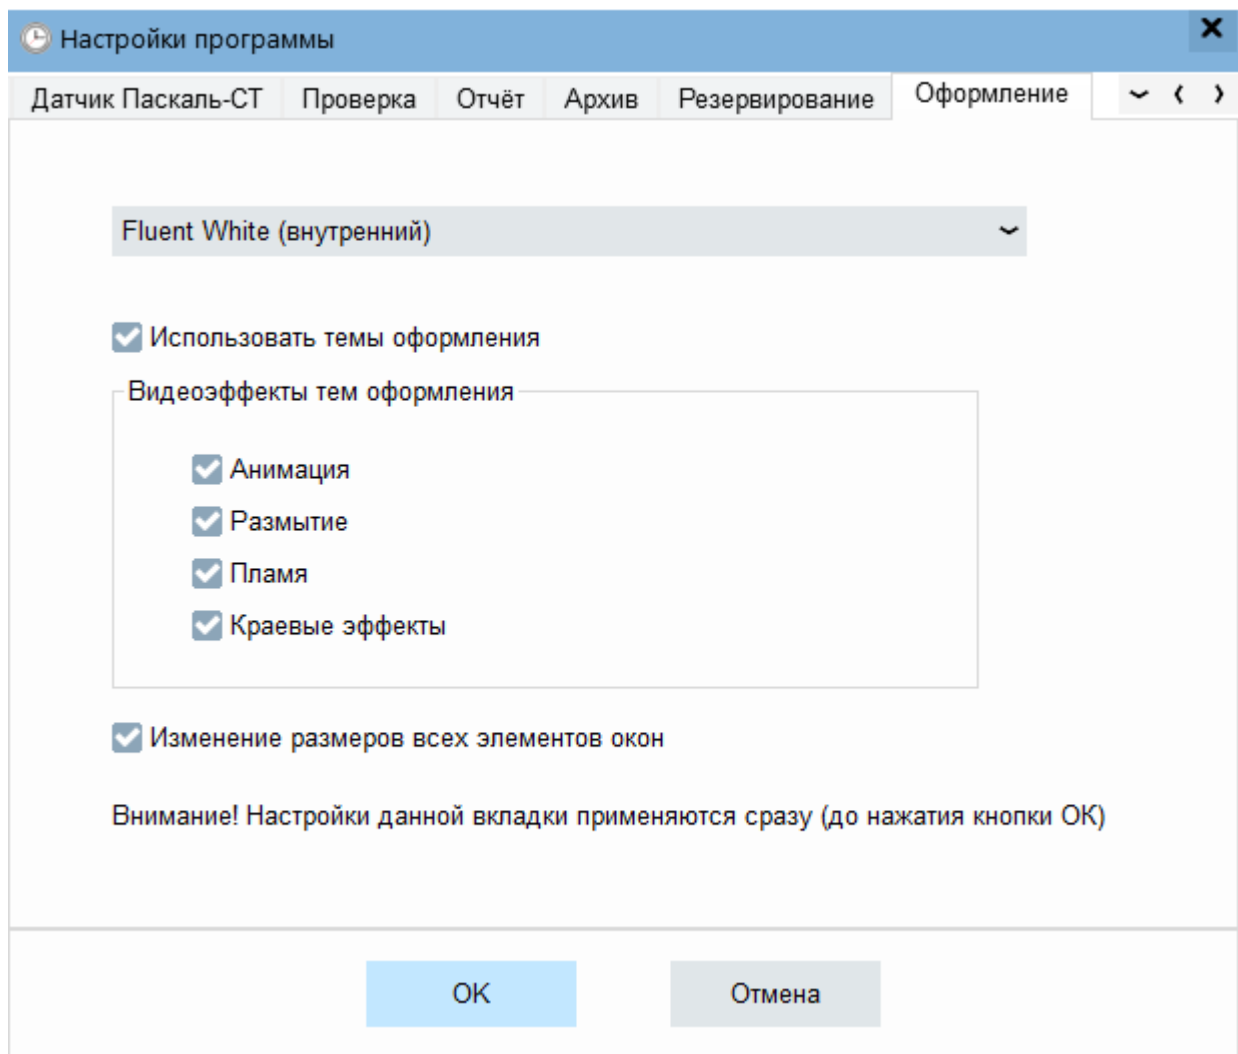 Настройки программы
Датчик Паскаль-СТ Проверка Отчёт Архив Резервирование Оформление
Fluent White (внутренний)
Использовать темы оформления
Видеоэффекты тем оформления
Анимация
Размытие
Пламя
Краевые эффекты
Изменение размеров всех элементов окон
Внимание! Настройки данной вкладки применяются сразу (до нажатия кнопки ОК)
OK Отмена